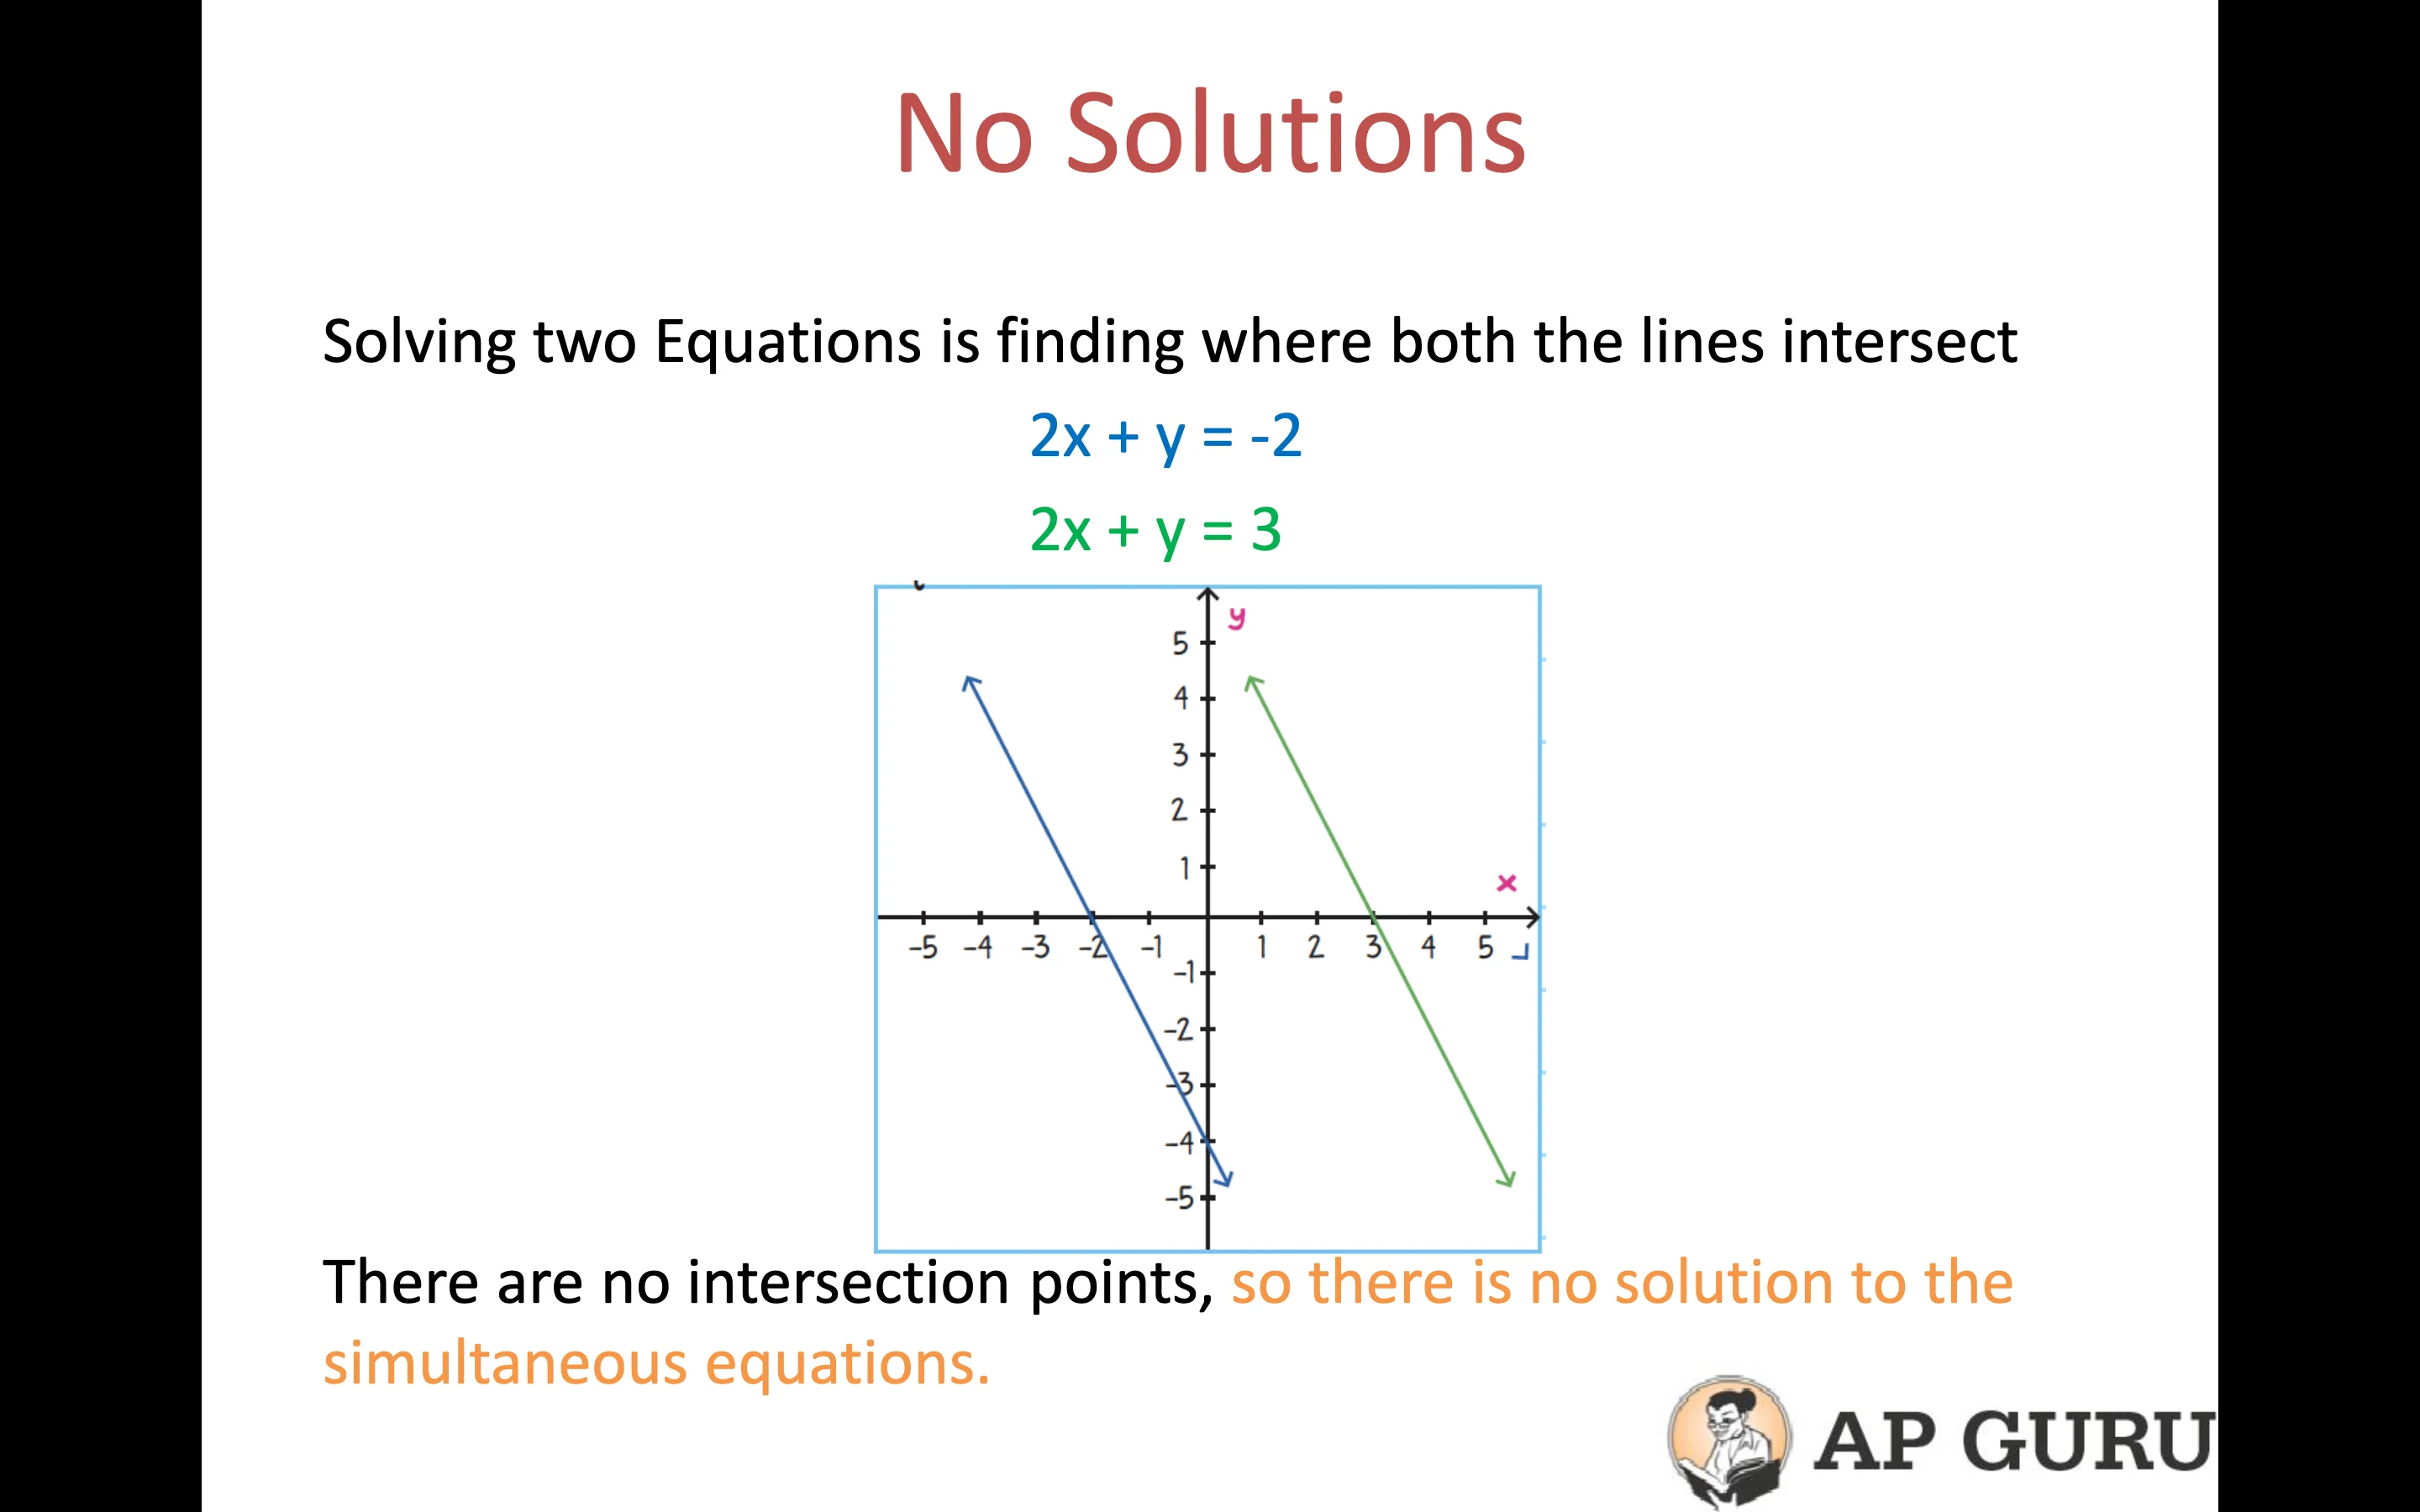 No Solutions
Solving two Equations is finding where both the lines intersect
2x + y = -2
2x + y = 3
y
5
4
3
2
1
x
-5 -4 -3 -2 -1 1 2 3 4 5
-1
-2
-3
-4
-5
There are no intersection points, so there is no solution to the
simultaneous equations.
AP GURU